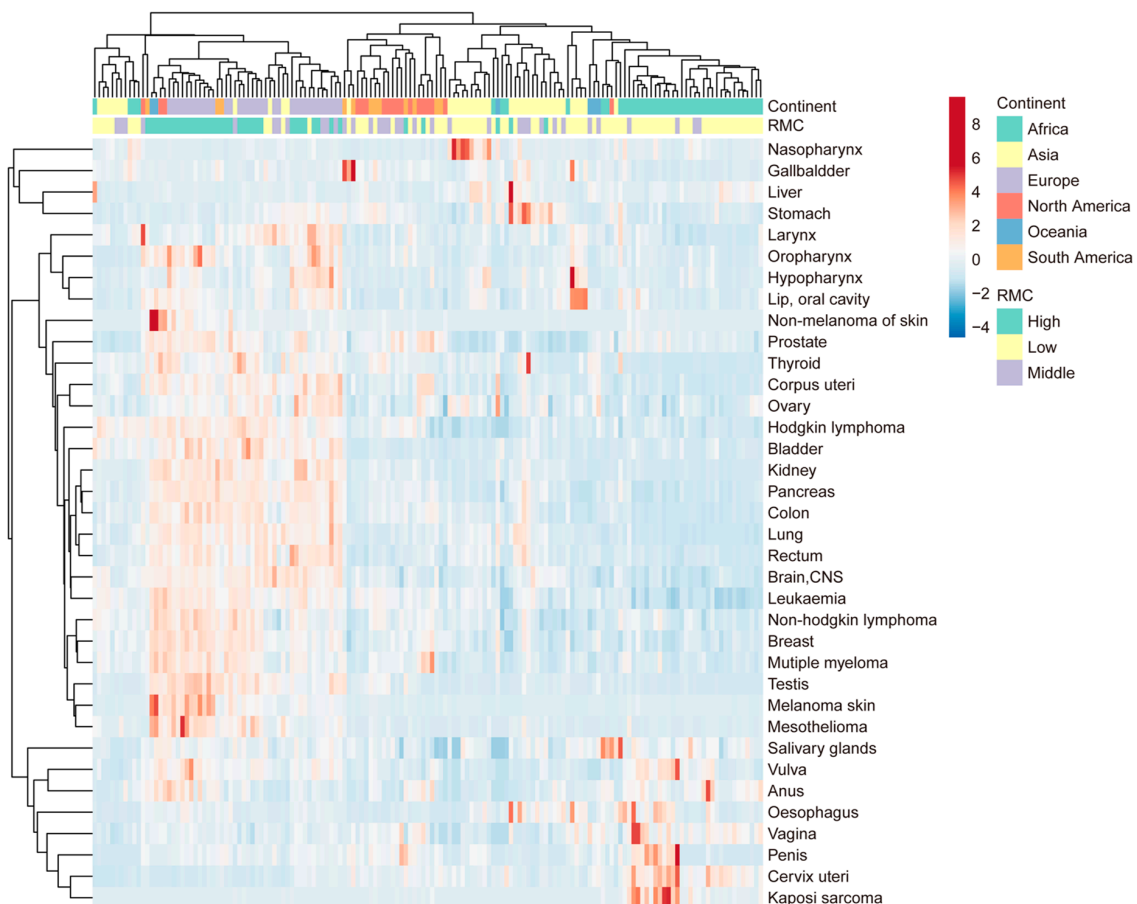 Continent
RMC
Nasopharynx
Gallbaldder
Liver
Stomach
Larynx
Oropharynx
Hypopharynx
Lip, oral cavity
Non-melanoma of skin
Prostate
Thyroid
Corpus uteri
Ovary
Hodgkin lymphoma
Bladder
Kidney
Pancreas
Colon
Lung
Rectum
Brain,CNS
Leukaemia
Non-hodgkin lymphoma
Breast
Mutiple myeloma
Testis
Melanoma skin
Mesothelioma
Salivary glands
Vulva
Anus
Oesophagus
Vagina
Penis
Cervix uteri
Kaposi sarcoma
8
6
4
2
0
−2
−4
Continent
Africa
Asia
Europe
North America
Oceania
South America
RMC
High
Low
Middle